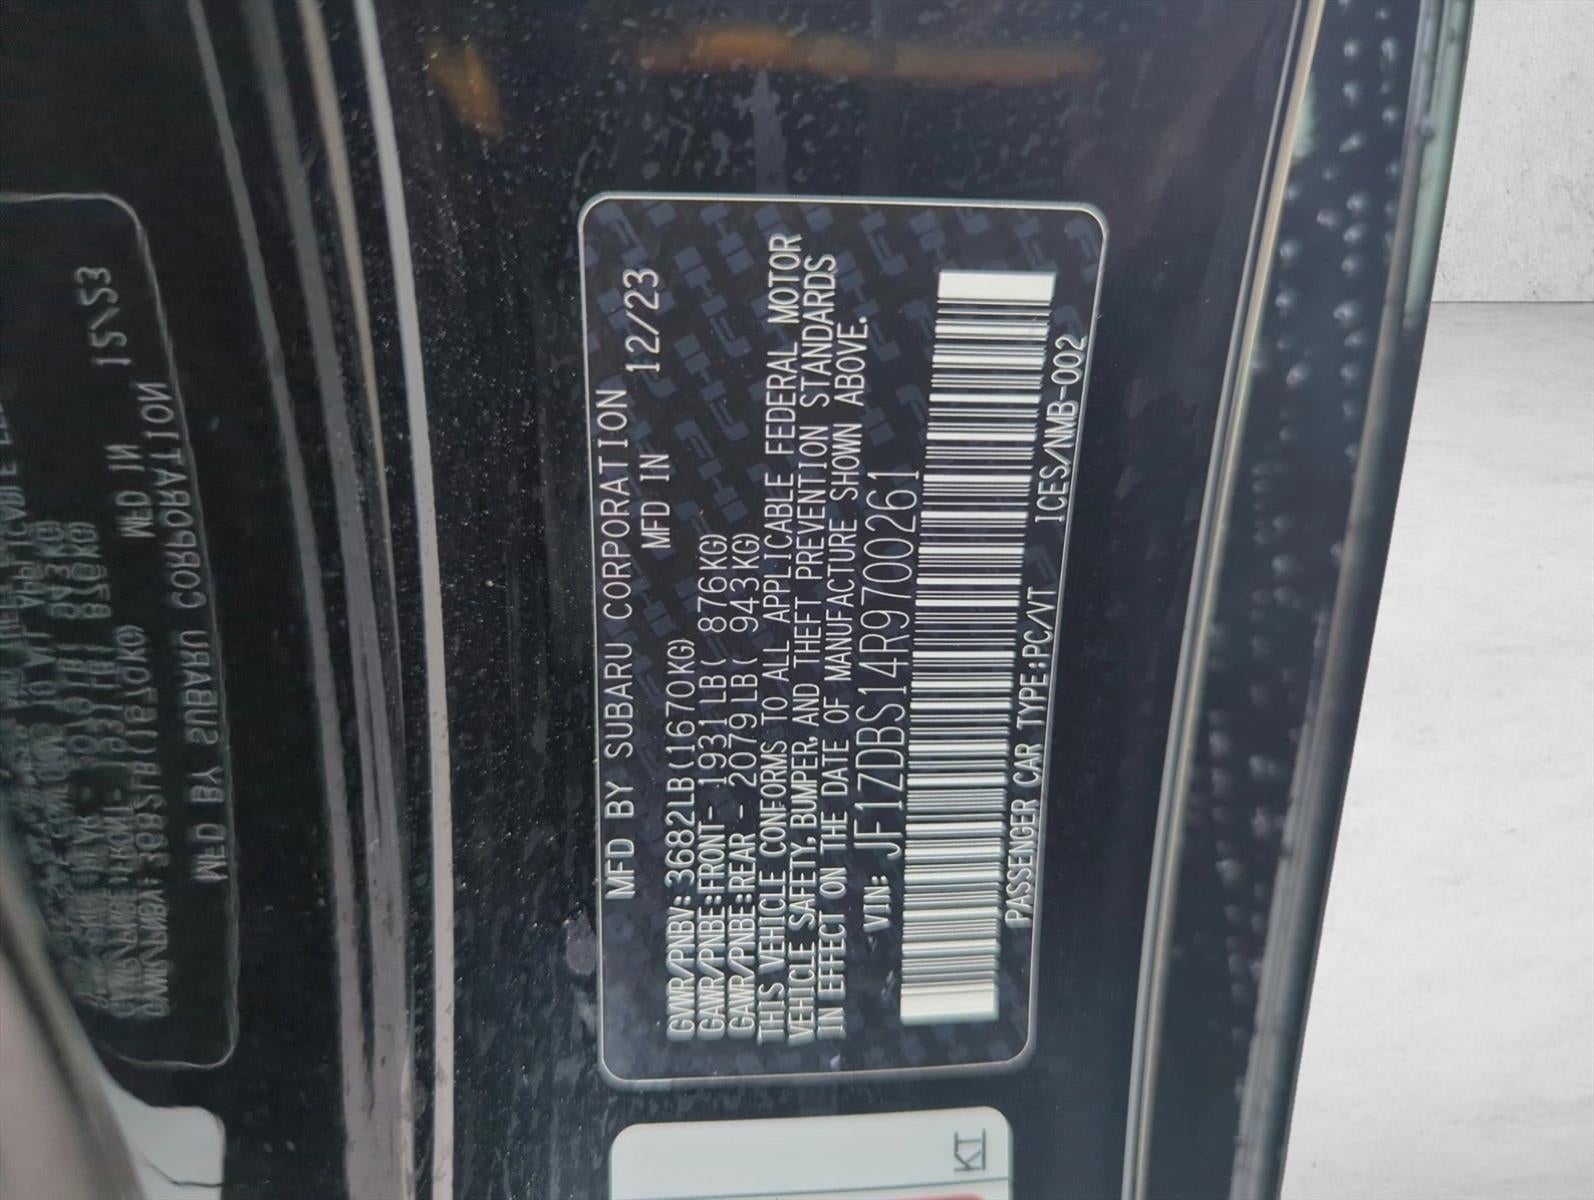 MFD BY SUBARU CORPORATION
MFD IN 12/23
GVWR/PNBV: 3682LB(1670KG)
GAWR/PNBE:FRONT- 1931LB( 876KG)
GAWR/PNBE:REAR - 2079LB( 943KG)
THIS VEHICLE CONFORMS TO ALL APPLICABLE FEDERAL MOTOR
VEHICLE SAFETY, BUMPER, AND THEFT PREVENTION STANDARDS
IN EFFECT ON THE DATE OF MANUFACTURE SHOWN ABOVE.
VIN: JF1ZDBS14R9700261
PASSENGER CAR TYPE:PC/VT ICES/NMB-002
KI